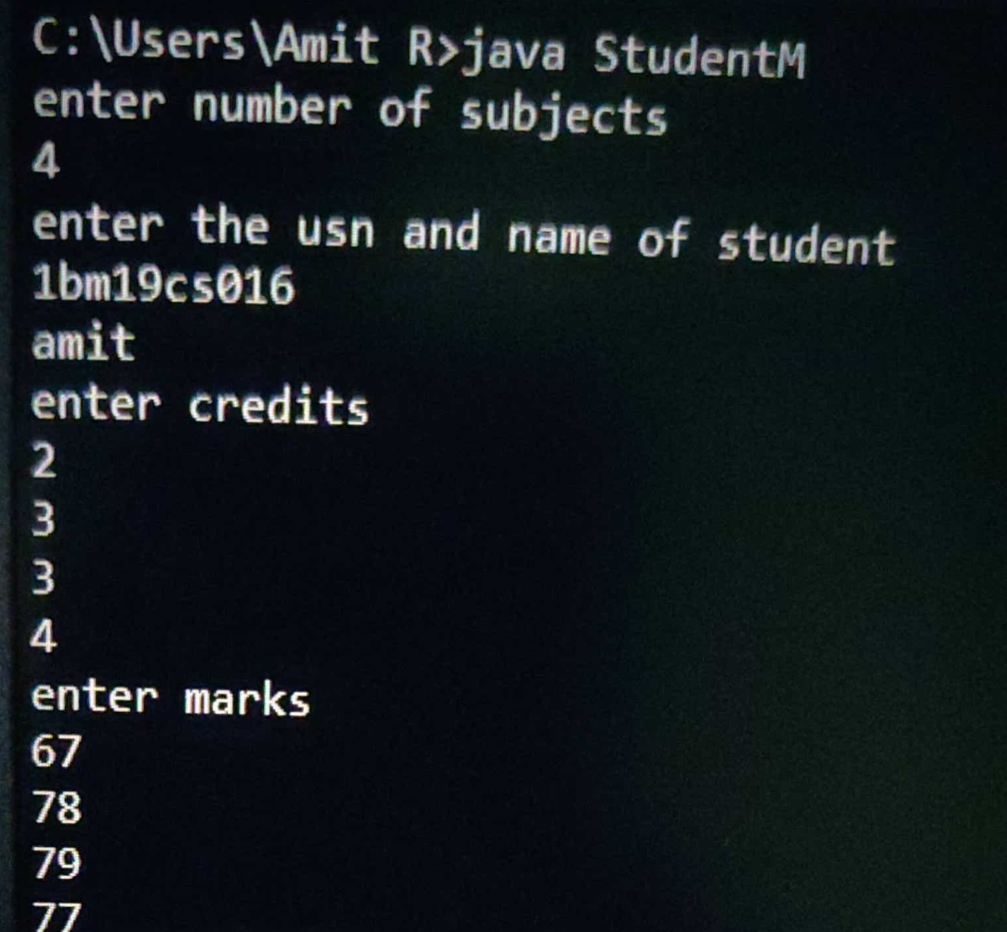 C:\Users\Amit R>java StudentM
enter number of subjects
4
enter the usn and name of student
1bm19cs016
amit
enter credits
2
3
3
4
enter marks
67
78
79
77